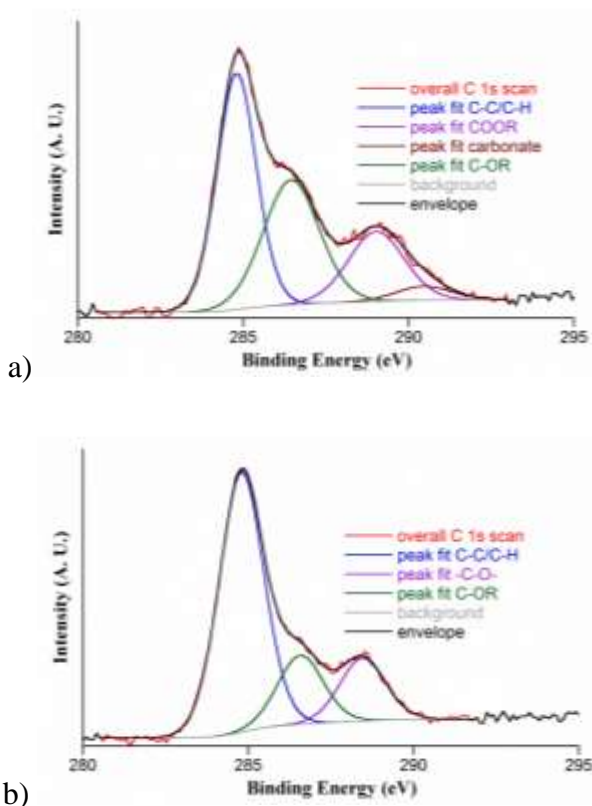 Intensity (A. U.)
overall C 1s scan
peak fit C-C/C-H
peak fit COOR
peak fit carbonate
peak fit C-OR
background
envelope
280 285 290 295
Binding Energy (eV)
a)
Intensity (A. U.)
overall C 1s scan
peak fit C-C/C-H
peak fit -C-O-
peak fit C-OR
background
envelope
280 285 290 295
Binding Energy (eV)
b)